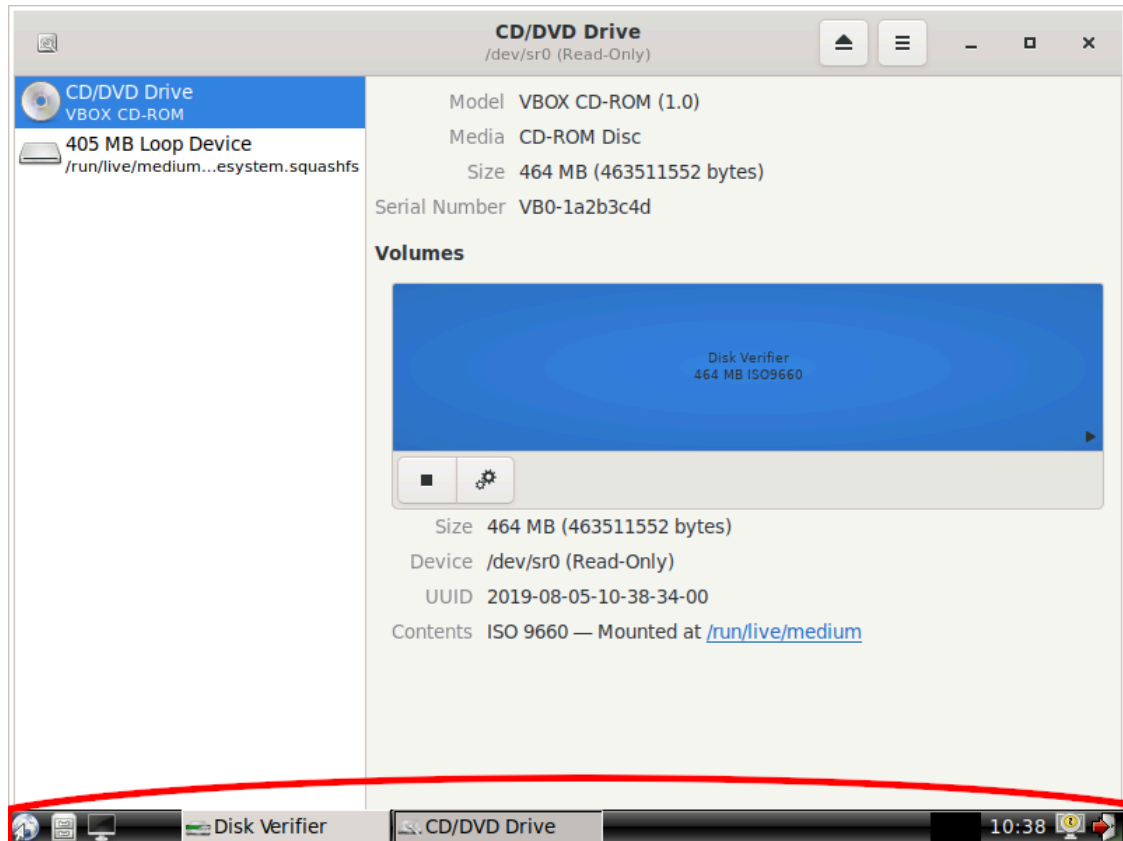 CD/DVD Drive
/dev/sr0 (Read-Only)
CD/DVD Drive
VBOX CD-ROM
405 MB Loop Device
/run/live/medium...esystem.squashfs
Model VBOX CD-ROM (1.0)
Media CD-ROM Disc
Size 464 MB (463511552 bytes)
Serial Number VB0-1a2b3c4d
Volumes
Disk Verifier
464 MB ISO9660
Size 464 MB (463511552 bytes)
Device /dev/sr0 (Read-Only)
UUID 2019-08-05-10-38-34-00
Contents ISO 9660 — Mounted at /run/live/medium
Disk Verifier
CD/DVD Drive
10:38